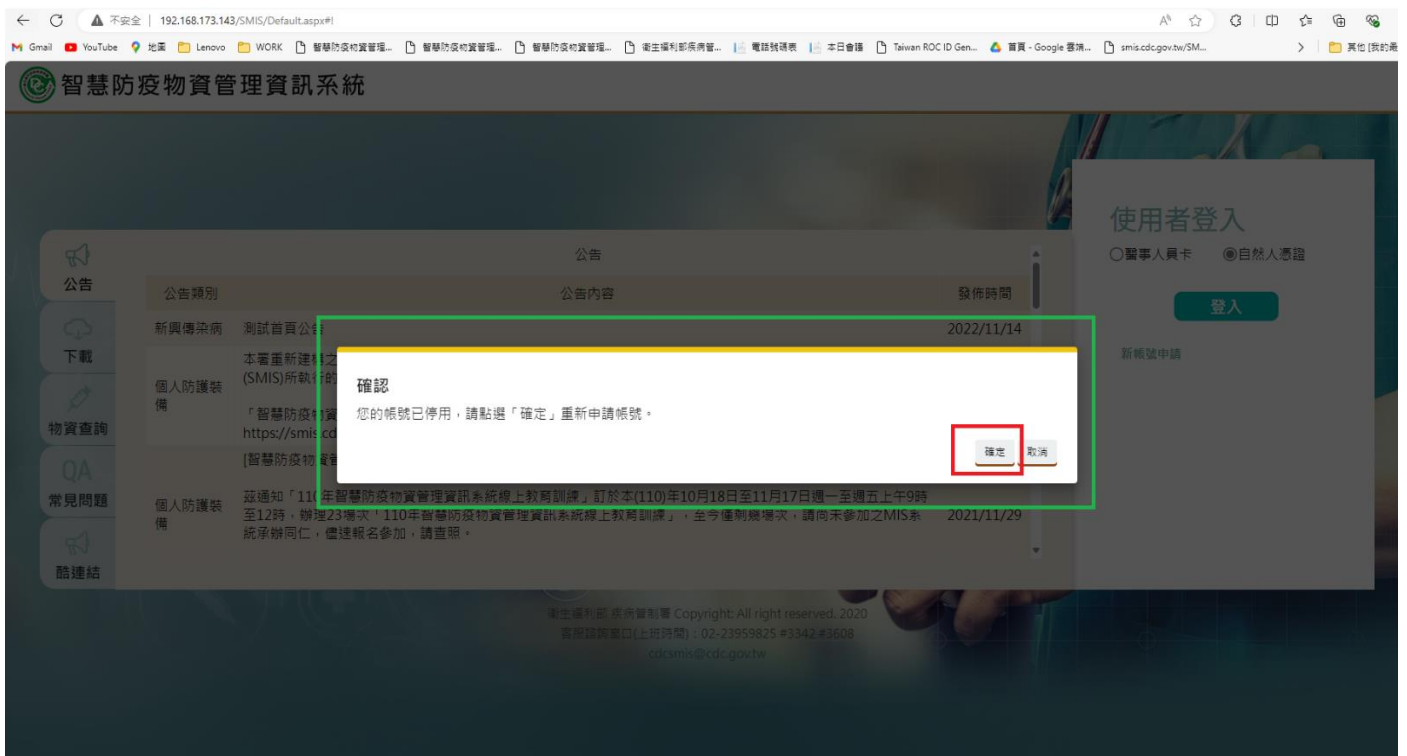 不安全 | 192.168.173.143/SMIS/Default.aspx#!
Gmail YouTube 地圖 Lenovo WORK 智慧防疫物資管理... 智慧防疫物資管理... 智慧防疫物資管理... 衛生福利部疾病管... 電話號碼表 本日會議 Taiwan ROC ID Gen... 首頁 - Google 雲端... smis.cdc.gov.tw/SM... 其他 [我的最
智慧防疫物資管理資訊系統
使用者登入
醫事人員卡 自然人憑證
登入
新帳號申請
公告
下載
物資查詢
QA
常見問題
酷連結
公告
公告類別 公告內容 發佈時間
新興傳染病 測試首頁公告 2022/11/14
個人防護裝備
本署重新建構之
(SMIS)所執行的
「智慧防疫物資
https://smis.cd
[智慧防疫物資管
個人防護裝備
茲通知「110年智慧防疫物資管理資訊系統線上教育訓練」訂於本(110)年10月18日至11月17日週一至週五上午9時
至12時,辦理23場次「110年智慧防疫物資管理資訊系統線上教育訓練」,至今僅剩幾場次,請向未參加之MIS系
統承辦同仁,儘速報名參加,請查照。
2021/11/29
確認
您的帳號已停用,請點選「確定」重新申請帳號。
確定 取消
衛生福利部 疾病管制署 Copyright: All right reserved. 2020
客服諮詢窗口(上班時間):02-23959825 #3342 #3608
cdcsmis@cdc.gov.tw